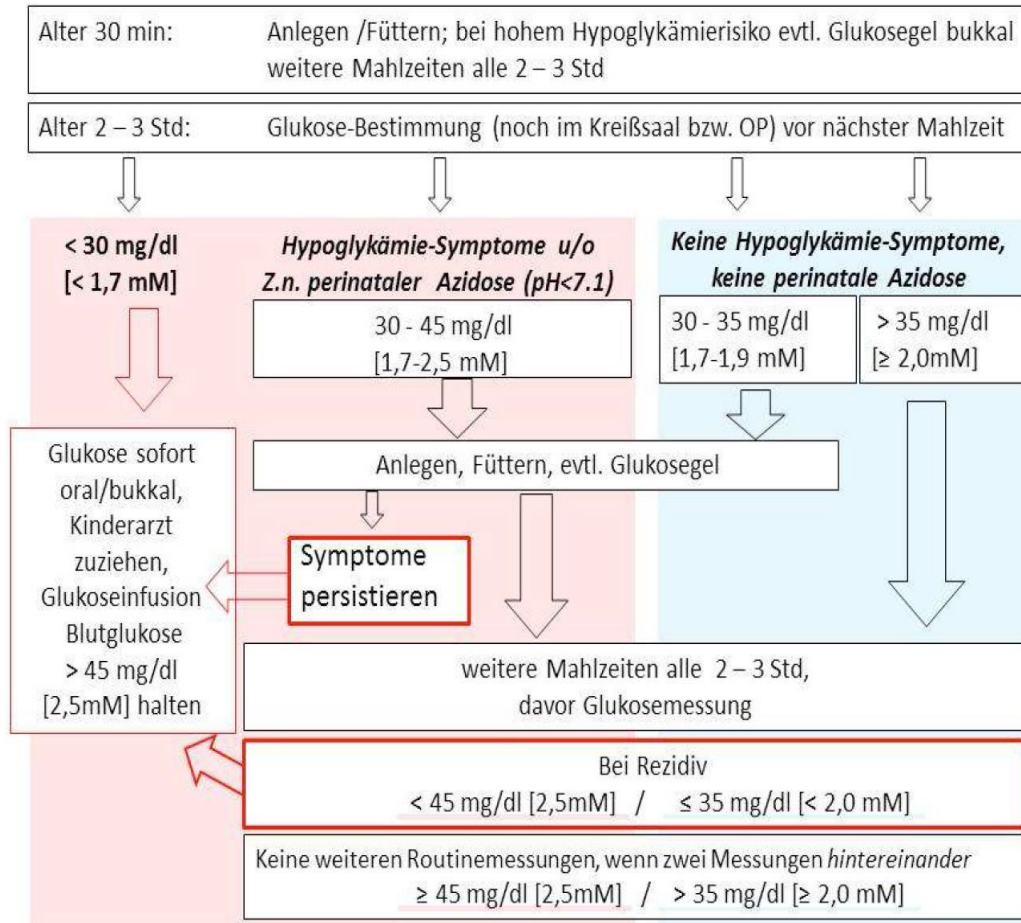 Alter 30 min: Anlegen /Füttern; bei hohem Hypoglykämierisiko evtl. Glukosegel bukkal
weitere Mahlzeiten alle 2 – 3 Std
Alter 2 – 3 Std: Glukose-Bestimmung (noch im Kreißsaal bzw. OP) vor nächster Mahlzeit
< 30 mg/dl
[< 1,7 mM]
Hypoglykämie-Symptome u/o
Z.n. perinataler Azidose (pH<7.1)
30 - 45 mg/dl
[1,7-2,5 mM]
Keine Hypoglykämie-Symptome,
keine perinatale Azidose
30 - 35 mg/dl
[1,7-1,9 mM]
> 35 mg/dl
[≥ 2,0mM]
Anlegen, Füttern, evtl. Glukosegel
Glukose sofort
oral/bukkal,
Kinderarzt
zuziehen,
Glukoseinfusion
Blutglukose
> 45 mg/dl
[2,5mM] halten
Symptome
persistieren
weitere Mahlzeiten alle 2 – 3 Std,
davor Glukosemessung
Bei Rezidiv
< 45 mg/dl [2,5mM] / ≤ 35 mg/dl [< 2,0 mM]
Keine weiteren Routinemessungen, wenn zwei Messungen hintereinander
≥ 45 mg/dl [2,5mM] / > 35 mg/dl [≥ 2,0 mM]